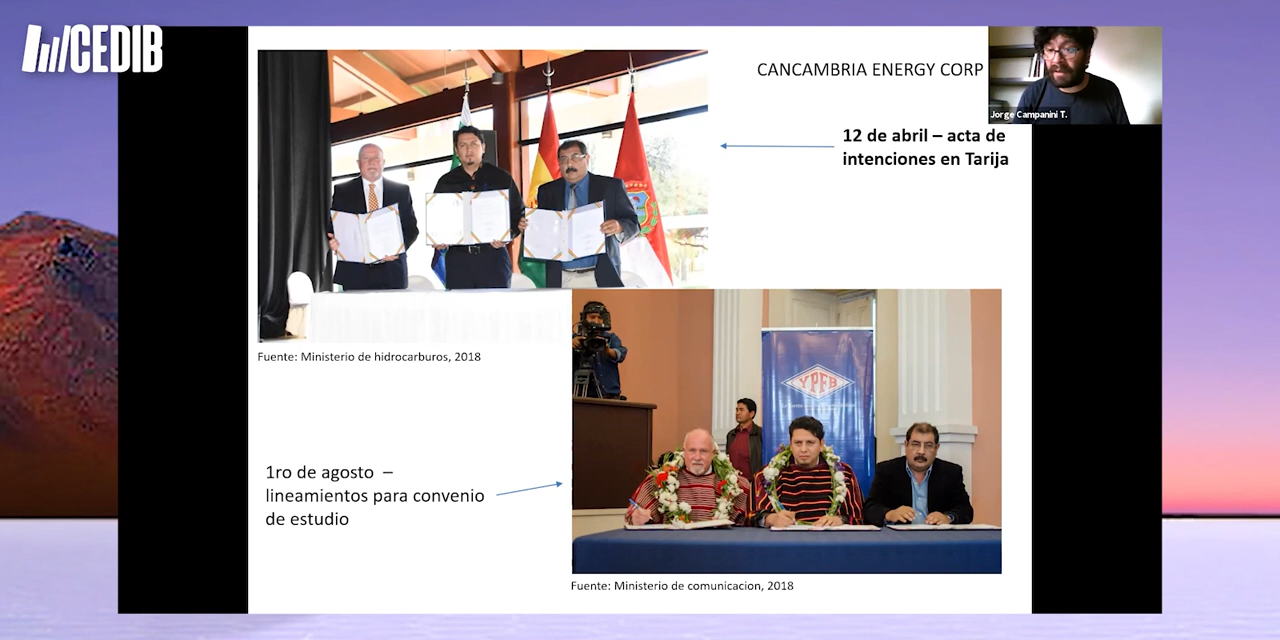 CEDIB
CANCAMBRIA ENERGY CORP
Jorge Campanini T.
12 de abril – acta de
intenciones en Tarija
Fuente: Ministerio de hidrocarburos, 2018
YPFB
1ro de agosto –
lineamientos para convenio
de estudio
Fuente: Ministerio de comunicacion, 2018